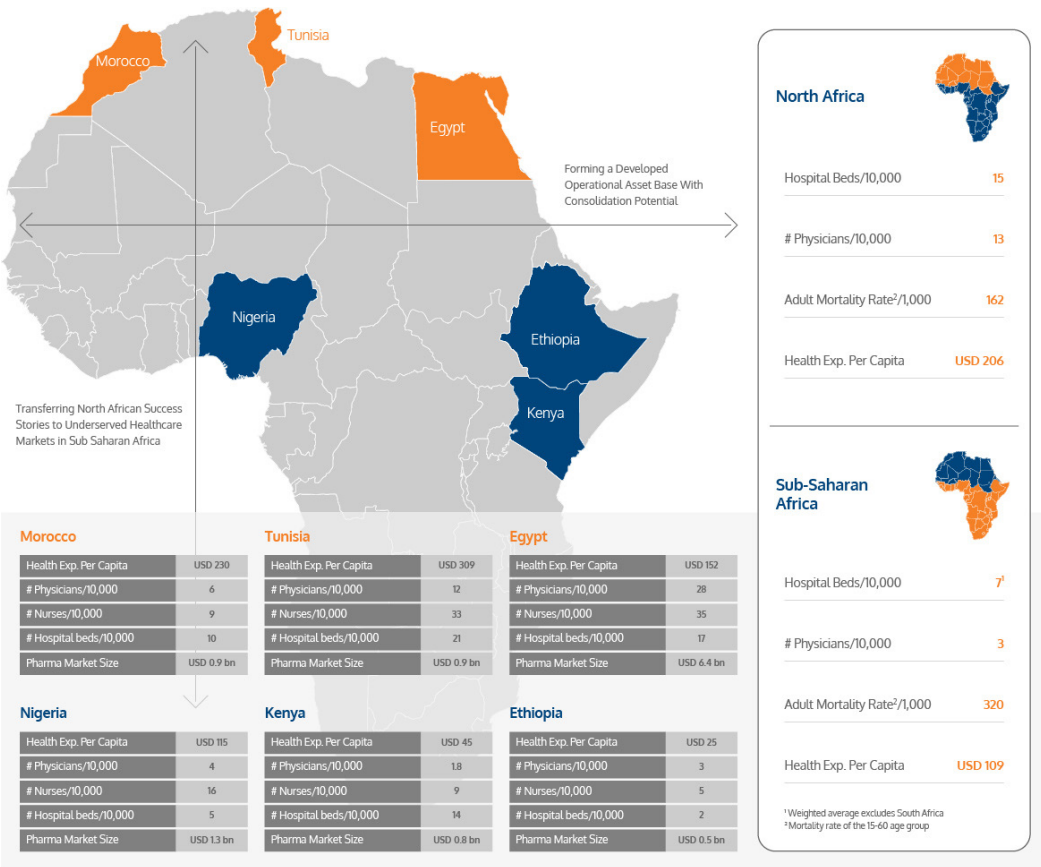 Tunisia
Morocco
Egypt
Forming a Developed
Operational Asset Base With
Consolidation Potential
Nigeria
Ethiopia
Kenya
Transferring North African Success
Stories to Underserved Healthcare
Markets in Sub Saharan Africa
Morocco
Health Exp. Per Capita USD 230
# Physicians/10,000 6
# Nurses/10,000 9
# Hospital beds/10,000 10
Pharma Market Size USD 0.9 bn
Tunisia
Health Exp. Per Capita USD 309
# Physicians/10,000 12
# Nurses/10,000 33
# Hospital beds/10,000 21
Pharma Market Size USD 0.9 bn
Egypt
Health Exp. Per Capita USD 152
# Physicians/10,000 28
# Nurses/10,000 35
# Hospital beds/10,000 17
Pharma Market Size USD 6.4 bn
Nigeria
Health Exp. Per Capita USD 115
# Physicians/10,000 4
# Nurses/10,000 16
# Hospital beds/10,000 5
Pharma Market Size USD 1.3 bn
Kenya
Health Exp. Per Capita USD 45
# Physicians/10,000 1.8
# Nurses/10,000 9
# Hospital beds/10,000 14
Pharma Market Size USD 0.8 bn
Ethiopia
Health Exp. Per Capita USD 25
# Physicians/10,000 3
# Nurses/10,000 5
# Hospital beds/10,000 2
Pharma Market Size USD 0.5 bn
North Africa
Hospital Beds/10,000 15
# Physicians/10,000 13
Adult Mortality Rate²/1,000 162
Health Exp. Per Capita USD 206
Sub-Saharan
Africa
Hospital Beds/10,000 7¹
# Physicians/10,000 3
Adult Mortality Rate²/1,000 320
Health Exp. Per Capita USD 109
¹ Weighted average excludes South Africa
² Mortality rate of the 15-60 age group